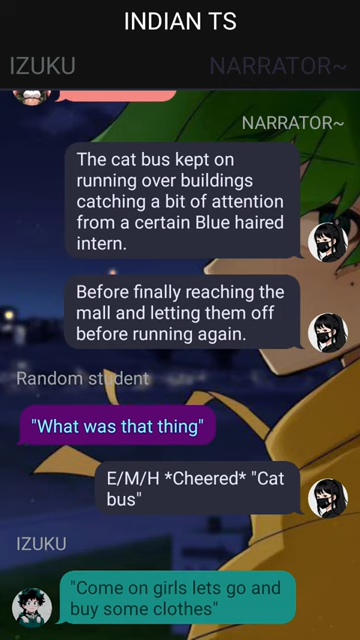 INDIAN TS
IZUKU NARRATOR~
NARRATOR~
The cat bus kept on
running over buildings
catching a bit of attention
from a certain Blue haired
intern.
Before finally reaching the
mall and letting them off
before running again.
Random student
"What was that thing"
E/M/H *Cheered* "Cat
bus"
IZUKU
"Come on girls lets go and
buy some clothes"